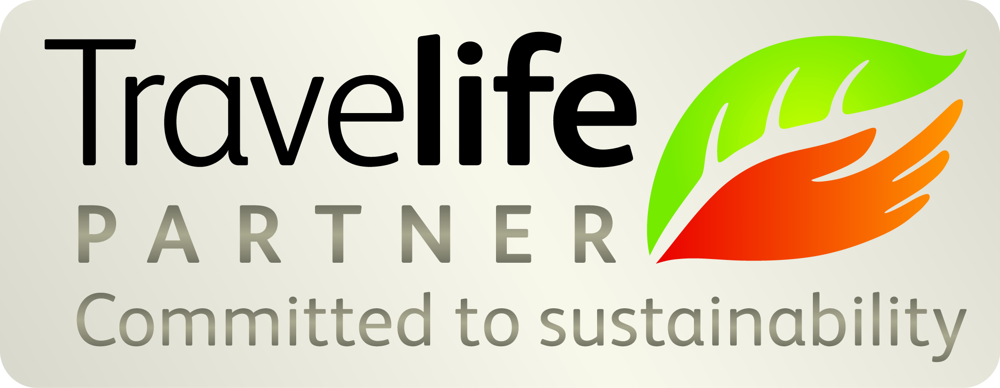 Travelife
PARTNER
Committed to sustainability